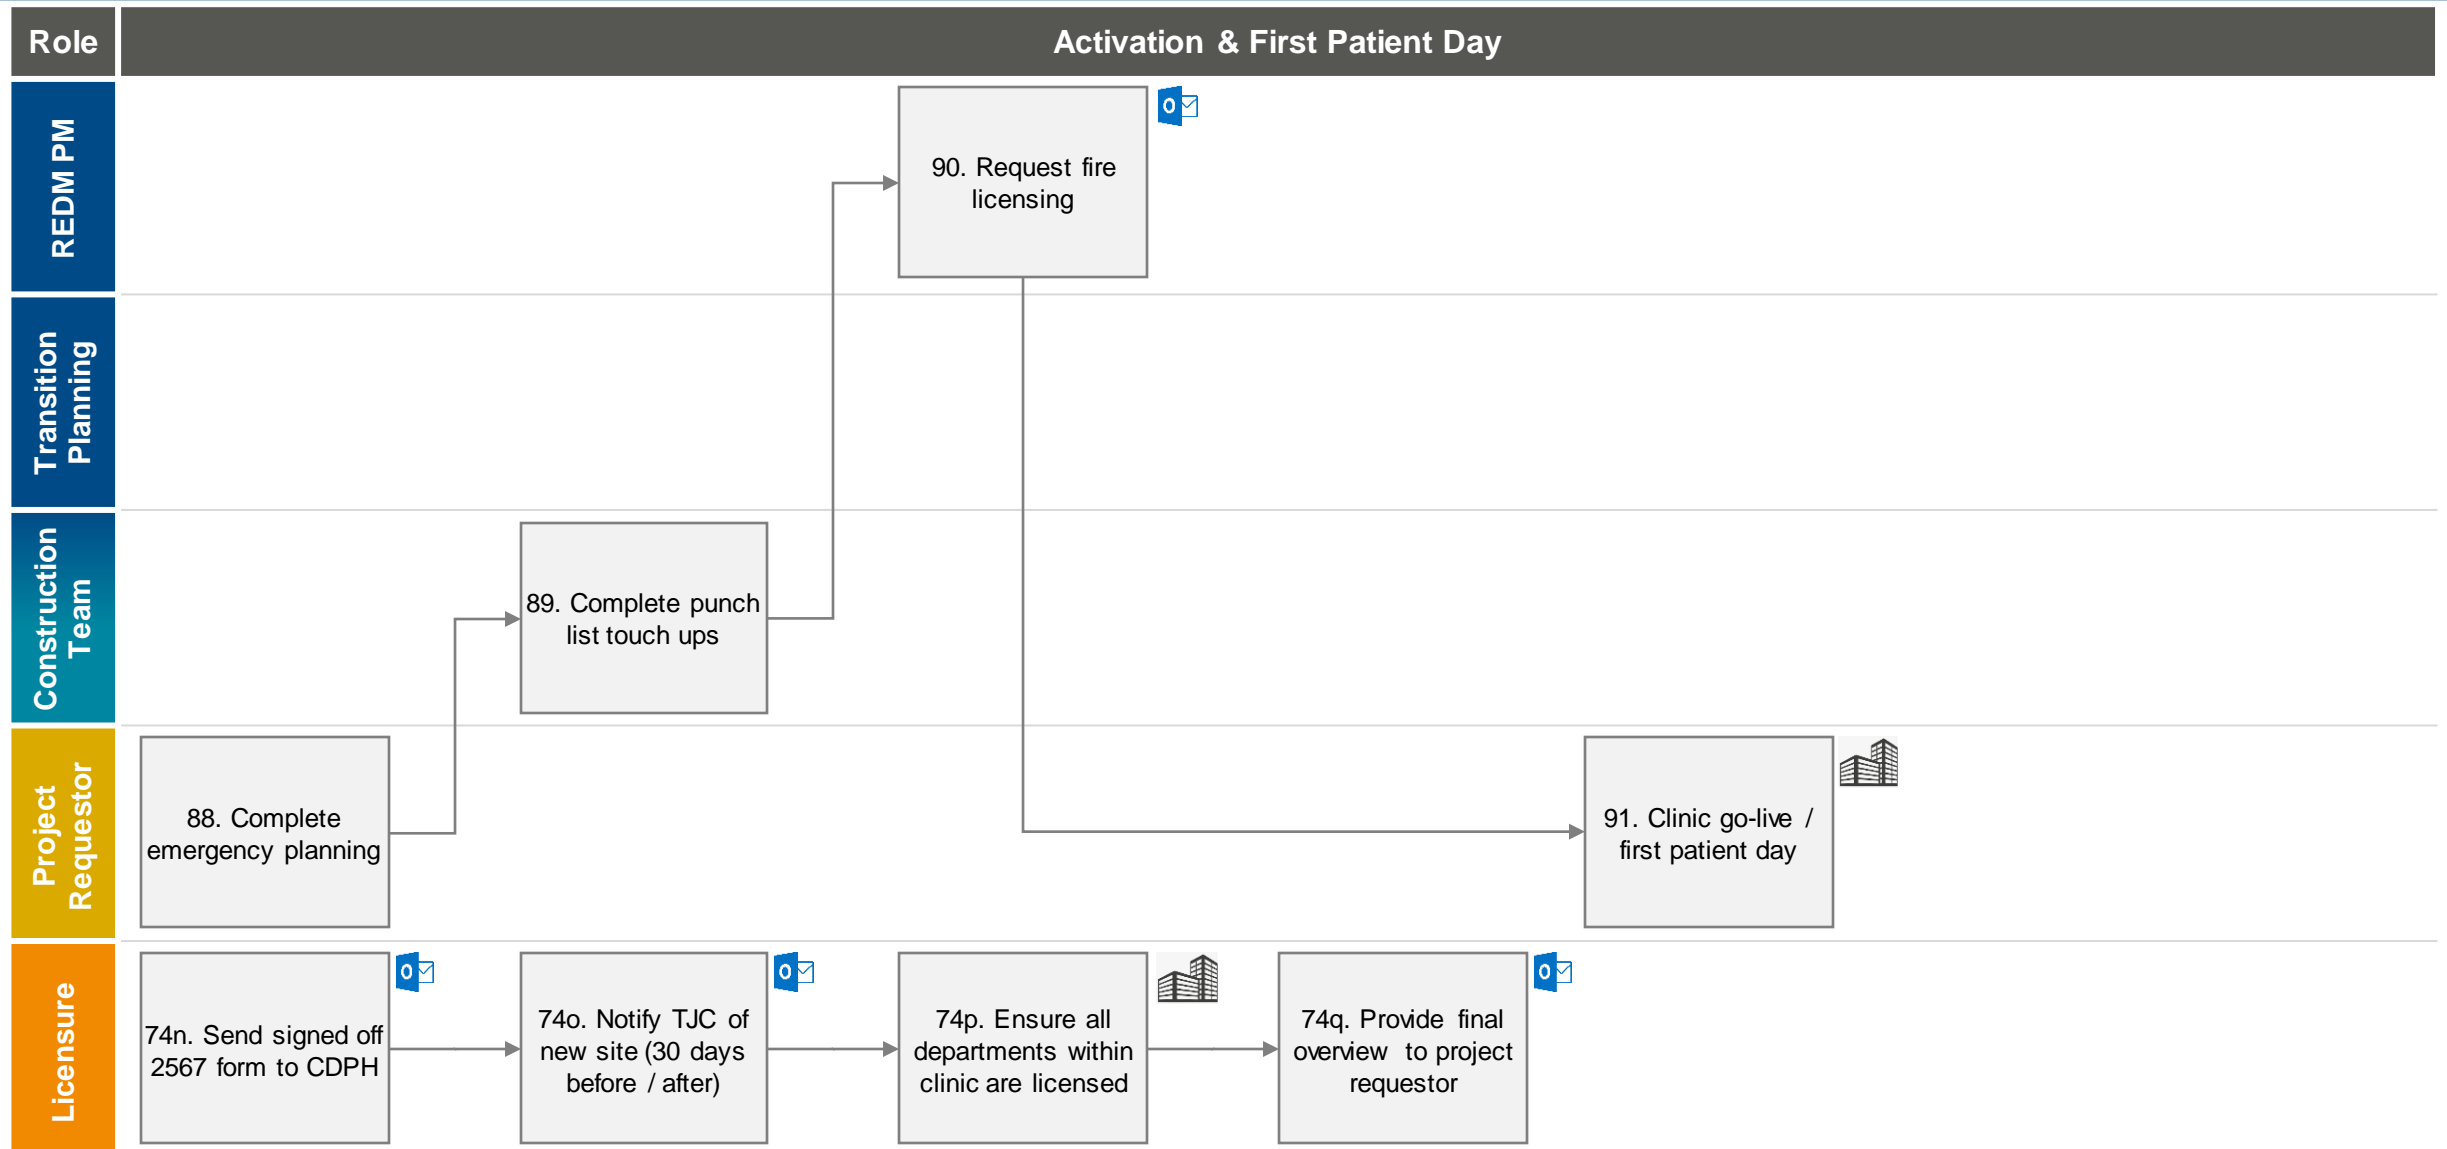 Role
Activation & First Patient Day
REDM PM
90. Request fire
licensing
Transition
Planning
Construction
Team
89. Complete punch
list touch ups
Project
Requestor
88. Complete
emergency planning
91. Clinic go-live /
first patient day
Licensure
74n. Send signed off
2567 form to CDPH
74o. Notify TJC of
new site (30 days
before / after)
74p. Ensure all
departments within
clinic are licensed
74q. Provide final
overview to project
requestor